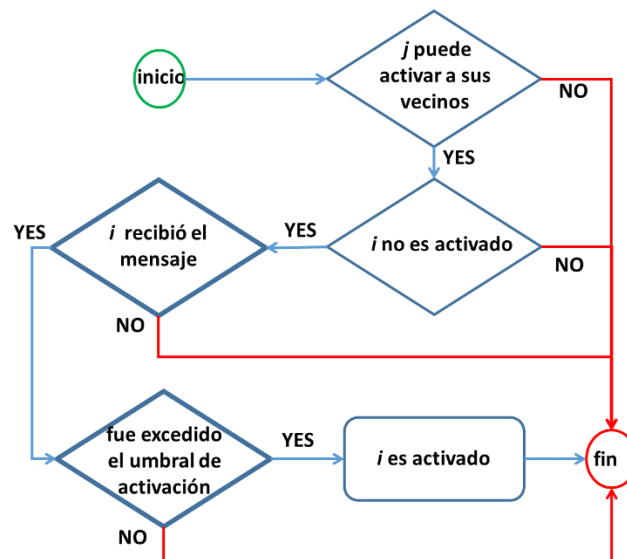 inicio
j puede
activar a sus
vecinos
NO
YES
i no es activado
NO
YES
i recibió el
mensaje
YES
NO
fue excedido
el umbral de
activación
YES
i es activado
fin
NO